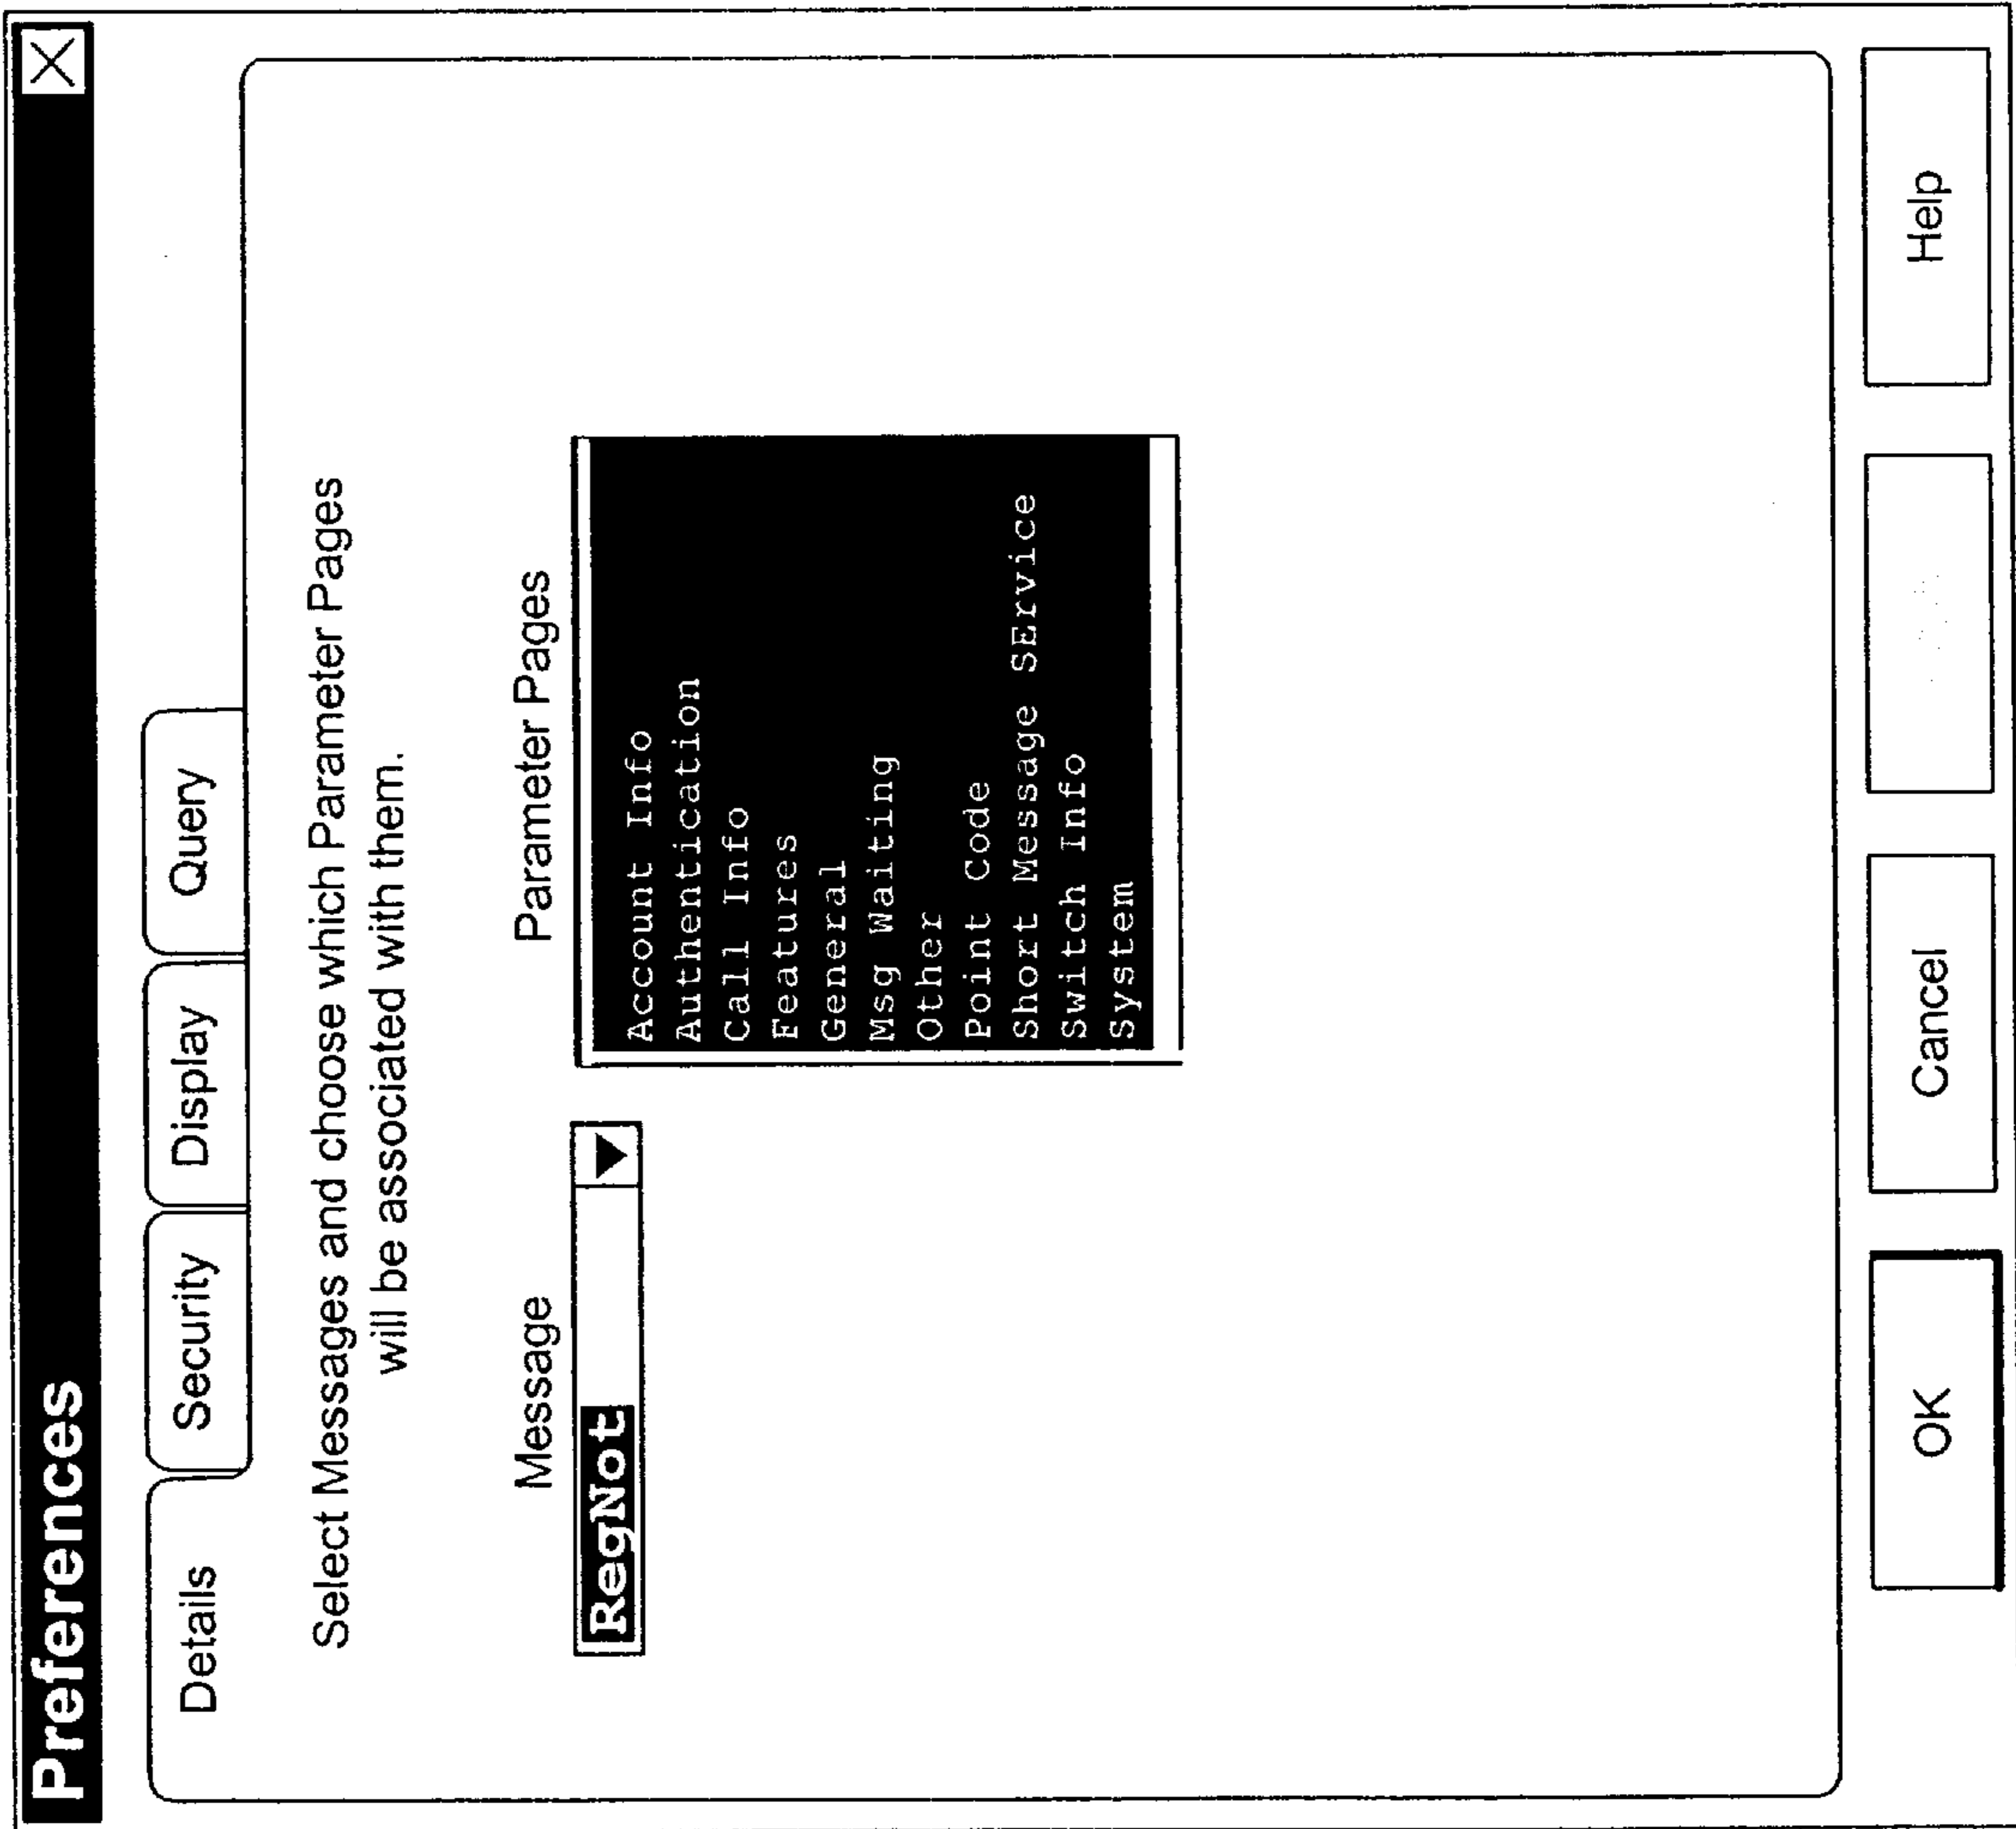 Preferences
Details
Security
Display
Query
Select Messages and choose which Parameter Pages
will be associated with them.
Message
RegNot
Parameter Pages
Account Info
Authentication
Call Info
Features
General
Msg Waiting
Other
Point Code
Short Message SErvice
Switch Info
System
OK
Cancel
Help